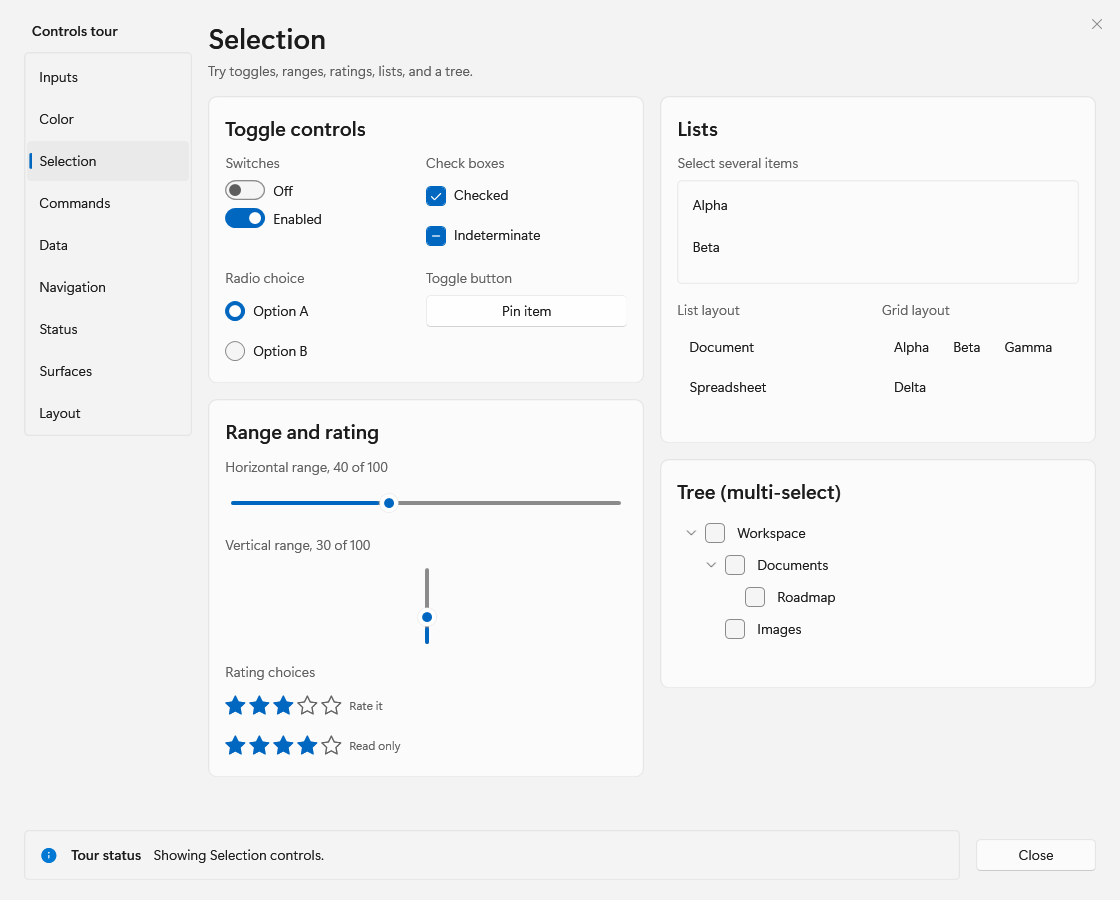 Controls tour
Inputs
Color
Selection
Commands
Data
Navigation
Status
Surfaces
Layout
Selection
Try toggles, ranges, ratings, lists, and a tree.
Toggle controls
Switches
Off
Enabled
Check boxes
Checked
Indeterminate
Radio choice
Option A
Option B
Toggle button
Pin item
Range and rating
Horizontal range, 40 of 100
Vertical range, 30 of 100
Rating choices
Rate it
Read only
Lists
Select several items
Alpha
Beta
List layout
Document
Spreadsheet
Grid layout
Alpha Beta Gamma
Delta
Tree (multi-select)
Workspace
Documents
Roadmap
Images
Tour status Showing Selection controls.
Close